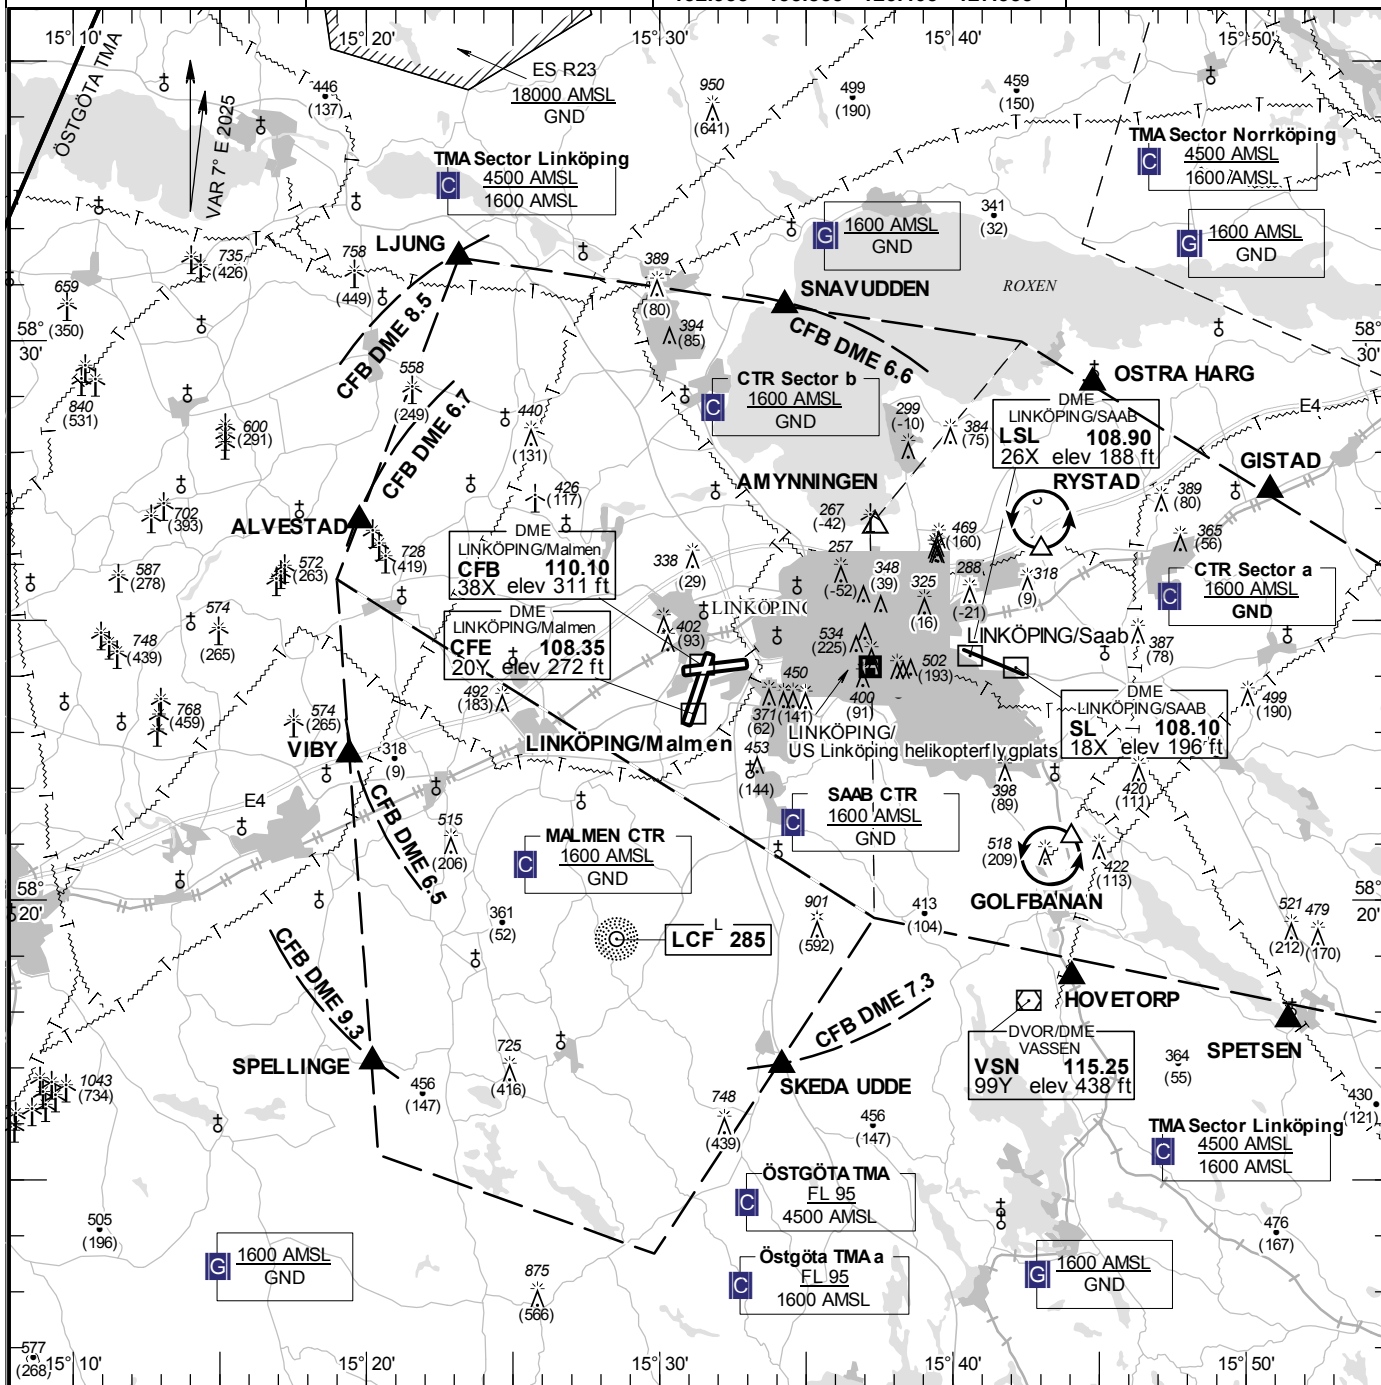 15°10'
15°20'
15°30'
15°40'
15°50'
ÖSTGÖTA TMA
VAR 7° E 2025
446
(137)
ES R23
18000 AMSL
GND
950
(641)
499
(190)
459
(150)
TMA Sector Linköping
C
4500 AMSL
1600 AMSL
TMA Sector Norrköping
C
4500 AMSL
1600 AMSL
341
(32)
G
1600 AMSL
GND
G
1600 AMSL
GND
LJUNG
735
(426)
758
(449)
389
(80)
SNAVUDDEN
ROXEN
659
(350)
CFB DME 8.5
394
(85)
CFB DME 6.6
58°
30'
58°
30'
OSTRA HARG
840
(531)
558
(249)
CFB DME 6.7
CTR Sector b
C
1600 AMSL
GND
299
(-10)
384
(75)
DME
LINKÖPING/SAAB
LSL 108.90
26X elev 188 ft
E4
600
(291)
440
(131)
GISTAD
AMYNNINGEN
RYSTAD
426
(117)
389
(80)
702
(393)
ALVESTAD
267
(-42)
469
(160)
365
(56)
DME
LINKÖPING/Malmen
CFB 110.10
38X elev 311 ft
728
(419)
338
(29)
257
(-52)
348
(39)
325
(16)
288
(-21)
318
(9)
CTR Sector a
C
1600 AMSL
GND
587
(278)
572
(263)
LINKÖPING
DME
LINKÖPING/Malmen
CFE 108.35
20Y elev 272 ft
574
(265)
402
(93)
534
(225)
LINKÖPING/Saab
387
(78)
748
(439)
502
(193)
492
(183)
450
(141)
371
(62)
400
(91)
DME
LINKÖPING/SAAB
SL 108.10
18X elev 196 ft
499
(190)
768
(459)
574
(265)
LINKÖPING/Malmen
LINKÖPING/
US Linköping helikopterflygplats
VIBY
318
(9)
453
(144)
398
(89)
420
(111)
E4
CFB DME 6.5
515
(206)
MALMEN CTR
C
1600 AMSL
GND
SAAB CTR
C
1600 AMSL
GND
518
(209)
422
(113)
GOLFBANAN
58°
20'
58°
20'
361
(52)
901
(592)
413
(104)
521
(212)
479
(170)
CFB DME 9.3
L
LCF 285
CFB DME 7.3
HOVETORP
SPETSEN
DVOR/DME
VASSEN
VSN 115.25
99Y elev 438 ft
SPELLINGE
SKEDA UDDE
725
(416)
364
(55)
1043
(734)
456
(147)
748
(439)
456
(147)
430
(121)
TMA Sector Linköping
C
4500 AMSL
1600 AMSL
ÖSTGÖTA TMA
C
FL 95
4500 AMSL
505
(196)
476
(167)
G
1600 AMSL
GND
Östgöta TMA a
C
FL 95
1600 AMSL
G
1600 AMSL
GND
875
(566)
577
(268)
15°10'
15°20'
15°30'
15°40'
15°50'